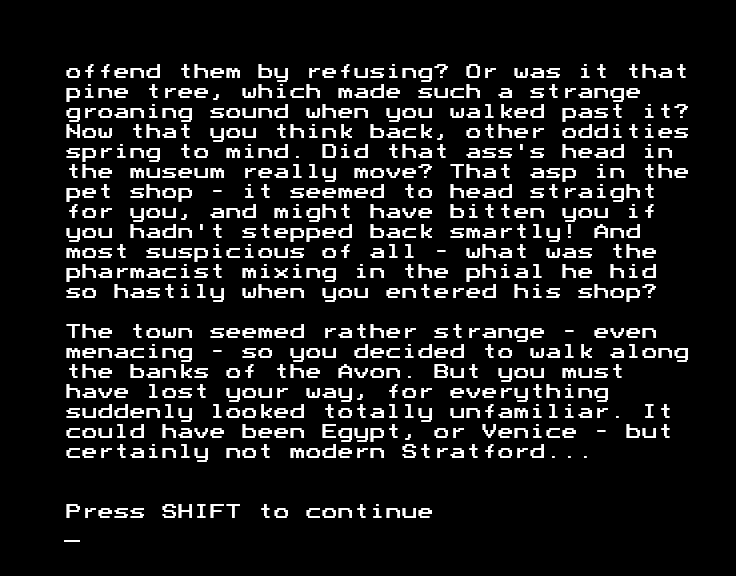 offend them by refusing? Or was it that
pine tree, which made such a strange
groaning sound when you walked past it?
Now that you think back, other oddities
spring to mind. Did that ass's head in
the museum really move? That asp in the
pet shop - it seemed to head straight
for you, and might have bitten you if
you hadn't stepped back smartly! And
most suspicious of all - what was the
pharmacist mixing in the phial he hid
so hastily when you entered his shop?
The town seemed rather strange - even
menacing - so you decided to walk along
the banks of the Avon. But you must
have lost your way, for everything
suddenly looked totally unfamiliar. It
could have been Egypt, or Venice - but
certainly not modern Stratford...
Press SHIFT to continue